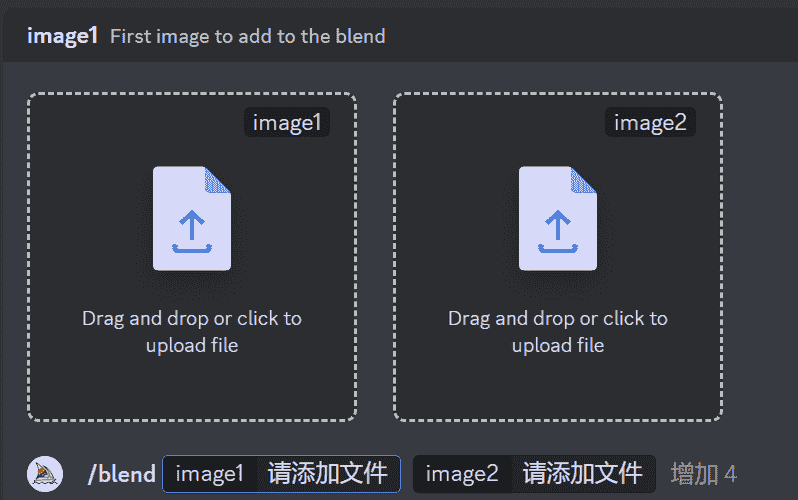 image1 First image to add to the blend
image1 image2
Drag and drop or click to upload file
Drag and drop or click to upload file
/blend image1 请添加文件 image2 请添加文件 增加 4